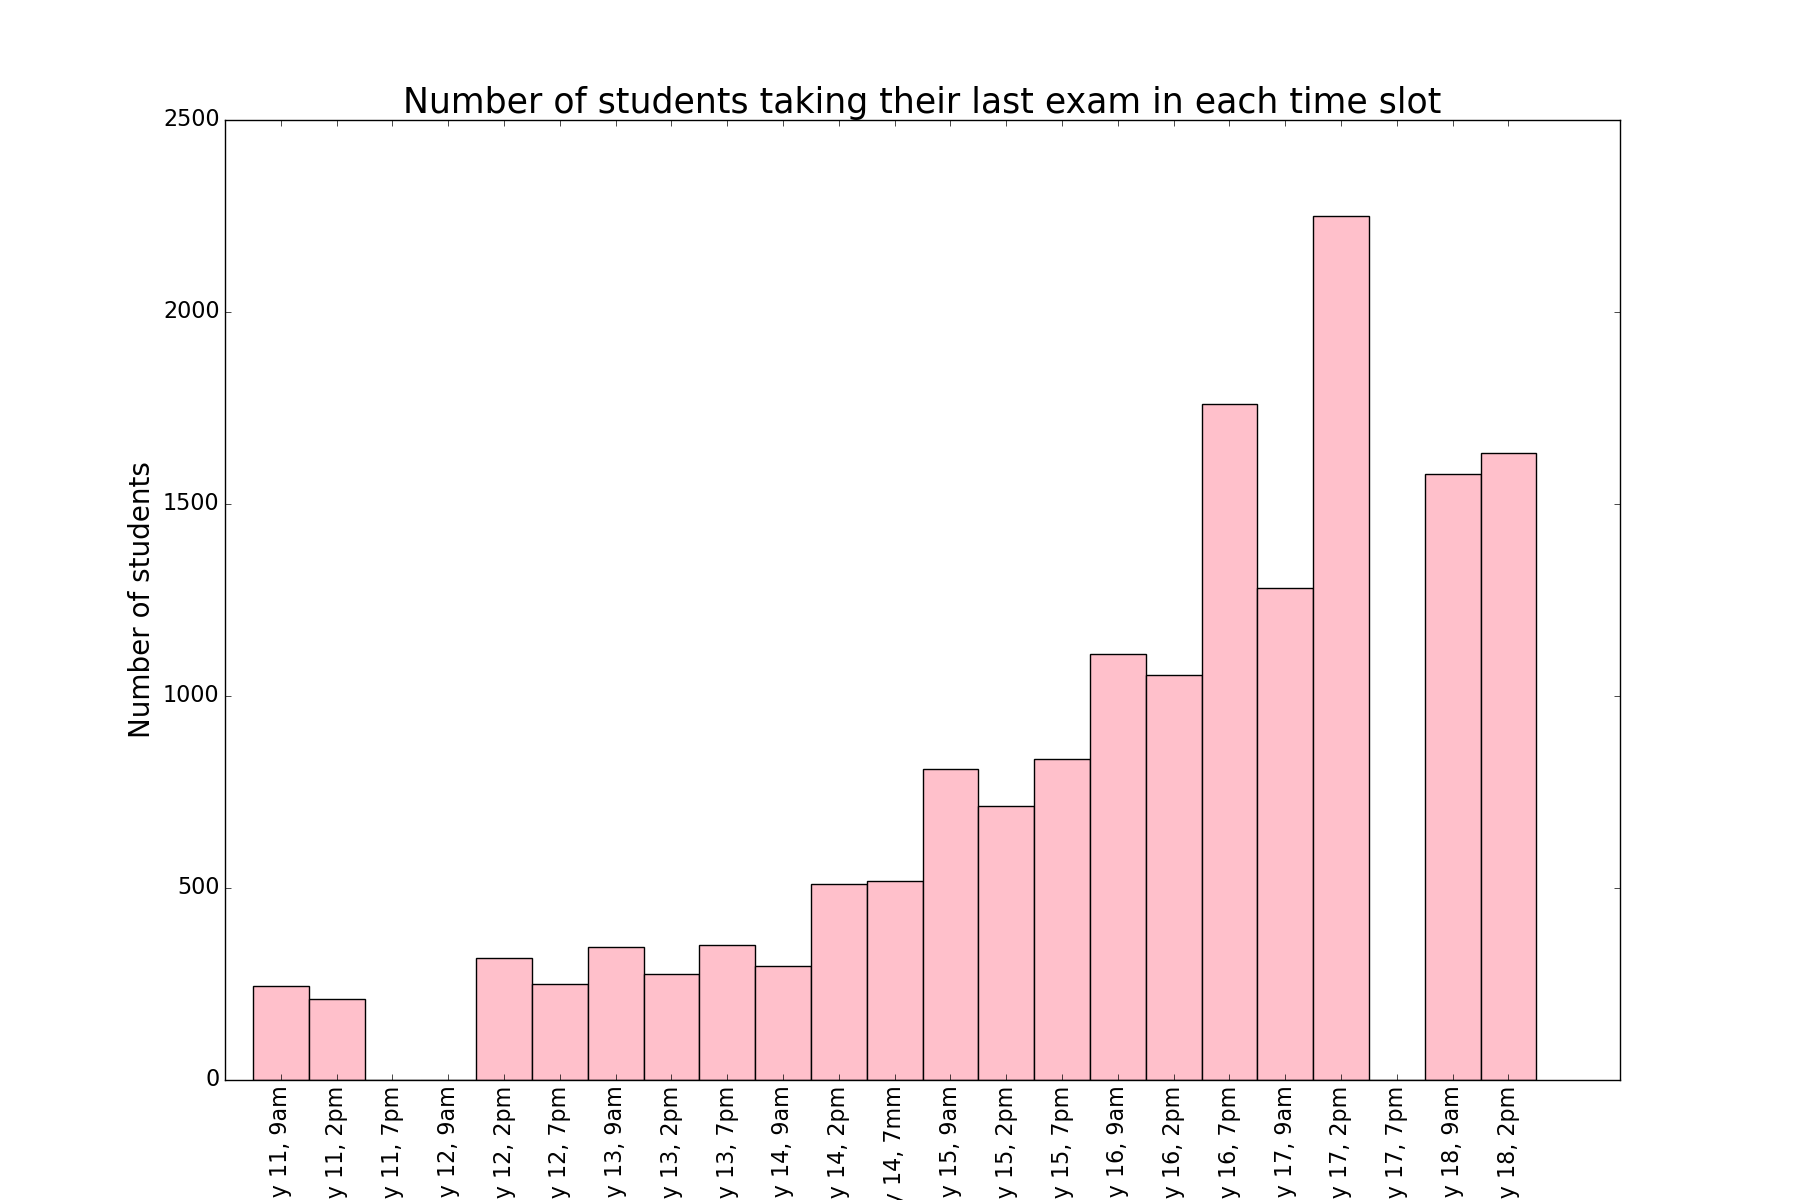 Number of students taking their last exam in each time slot
Number of students
2500
2000
1500
1000
500
0
y 11, 9am
y 11, 2pm
y 11, 7pm
y 12, 9am
y 12, 2pm
y 12, 7pm
y 13, 9am
y 13, 2pm
y 13, 7pm
y 14, 9am
y 14, 2pm
y 14, 7mm
y 15, 9am
y 15, 2pm
y 15, 7pm
y 16, 9am
y 16, 2pm
y 16, 7pm
y 17, 9am
y 17, 2pm
y 17, 7pm
y 18, 9am
y 18, 2pm